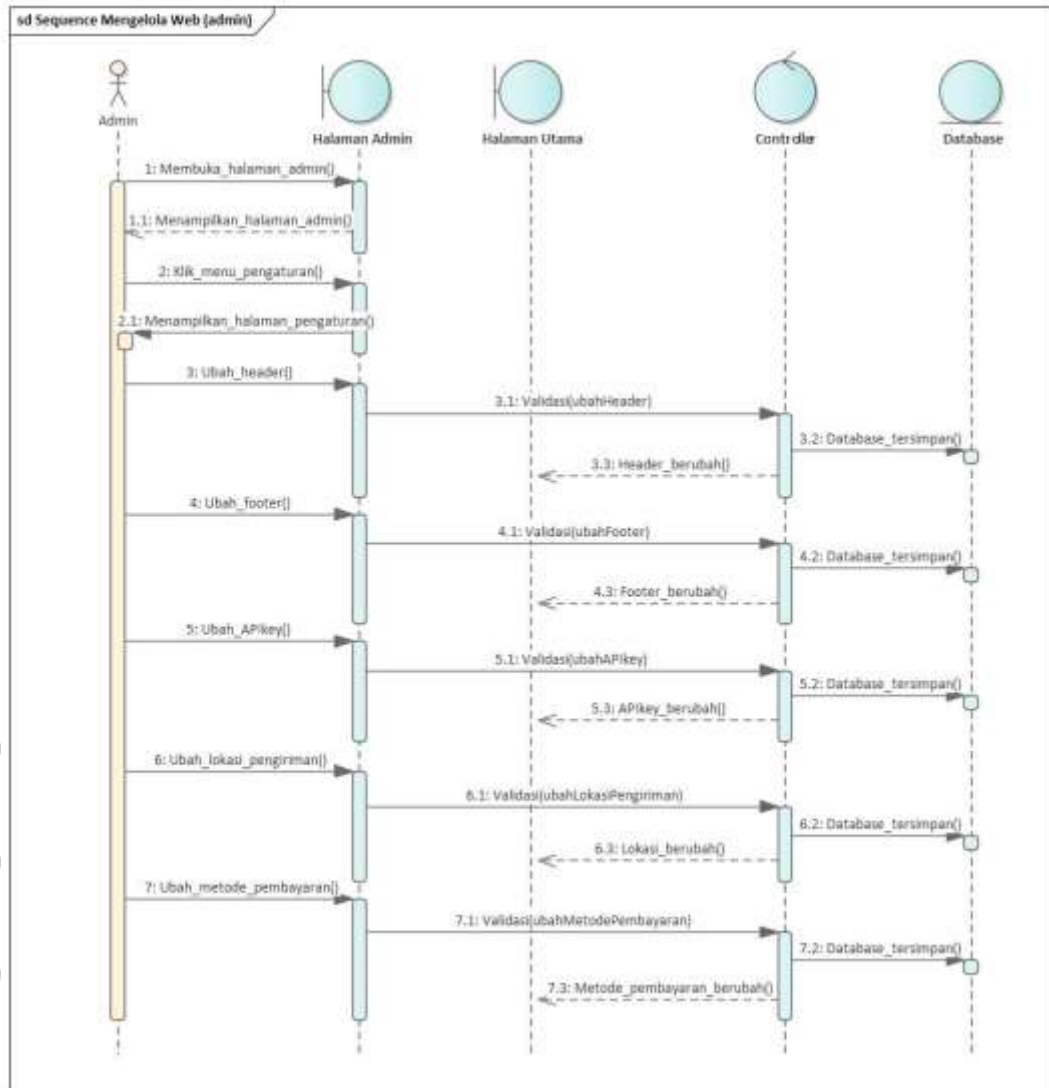 sd Sequence Mengelola Web (admin)
Admin
Halaman Admin
Halaman Utama
Controller
Database
1: Membuka_halaman_admin()
1.1: Menampilkan_halaman_admin()
2: Klik_menu_pengaturan()
2.1: Menampilkan_halaman_pengaturan()
3: Ubah_header()
3.1: Validasi(ubahHeader)
3.2: Database_tersimpan()
3.3: Header_berubah()
4: Ubah_footer()
4.1: Validasi(ubahFooter)
4.2: Database_tersimpan()
4.3: Footer_berubah()
5: Ubah_APIkey()
5.1: Validasi(ubahAPIkey)
5.2: Database_tersimpan()
5.3: APIkey_berubah()
6: Ubah_lokasi_pengiriman()
6.1: Validasi(ubahLokasiPengiriman)
6.2: Database_tersimpan()
6.3: Lokasi_berubah()
7: Ubah_metode_pembayaran()
7.1: Validasi(ubahMetodePembayaran)
7.2: Database_tersimpan()
7.3: Metode_pembayaran_berubah()